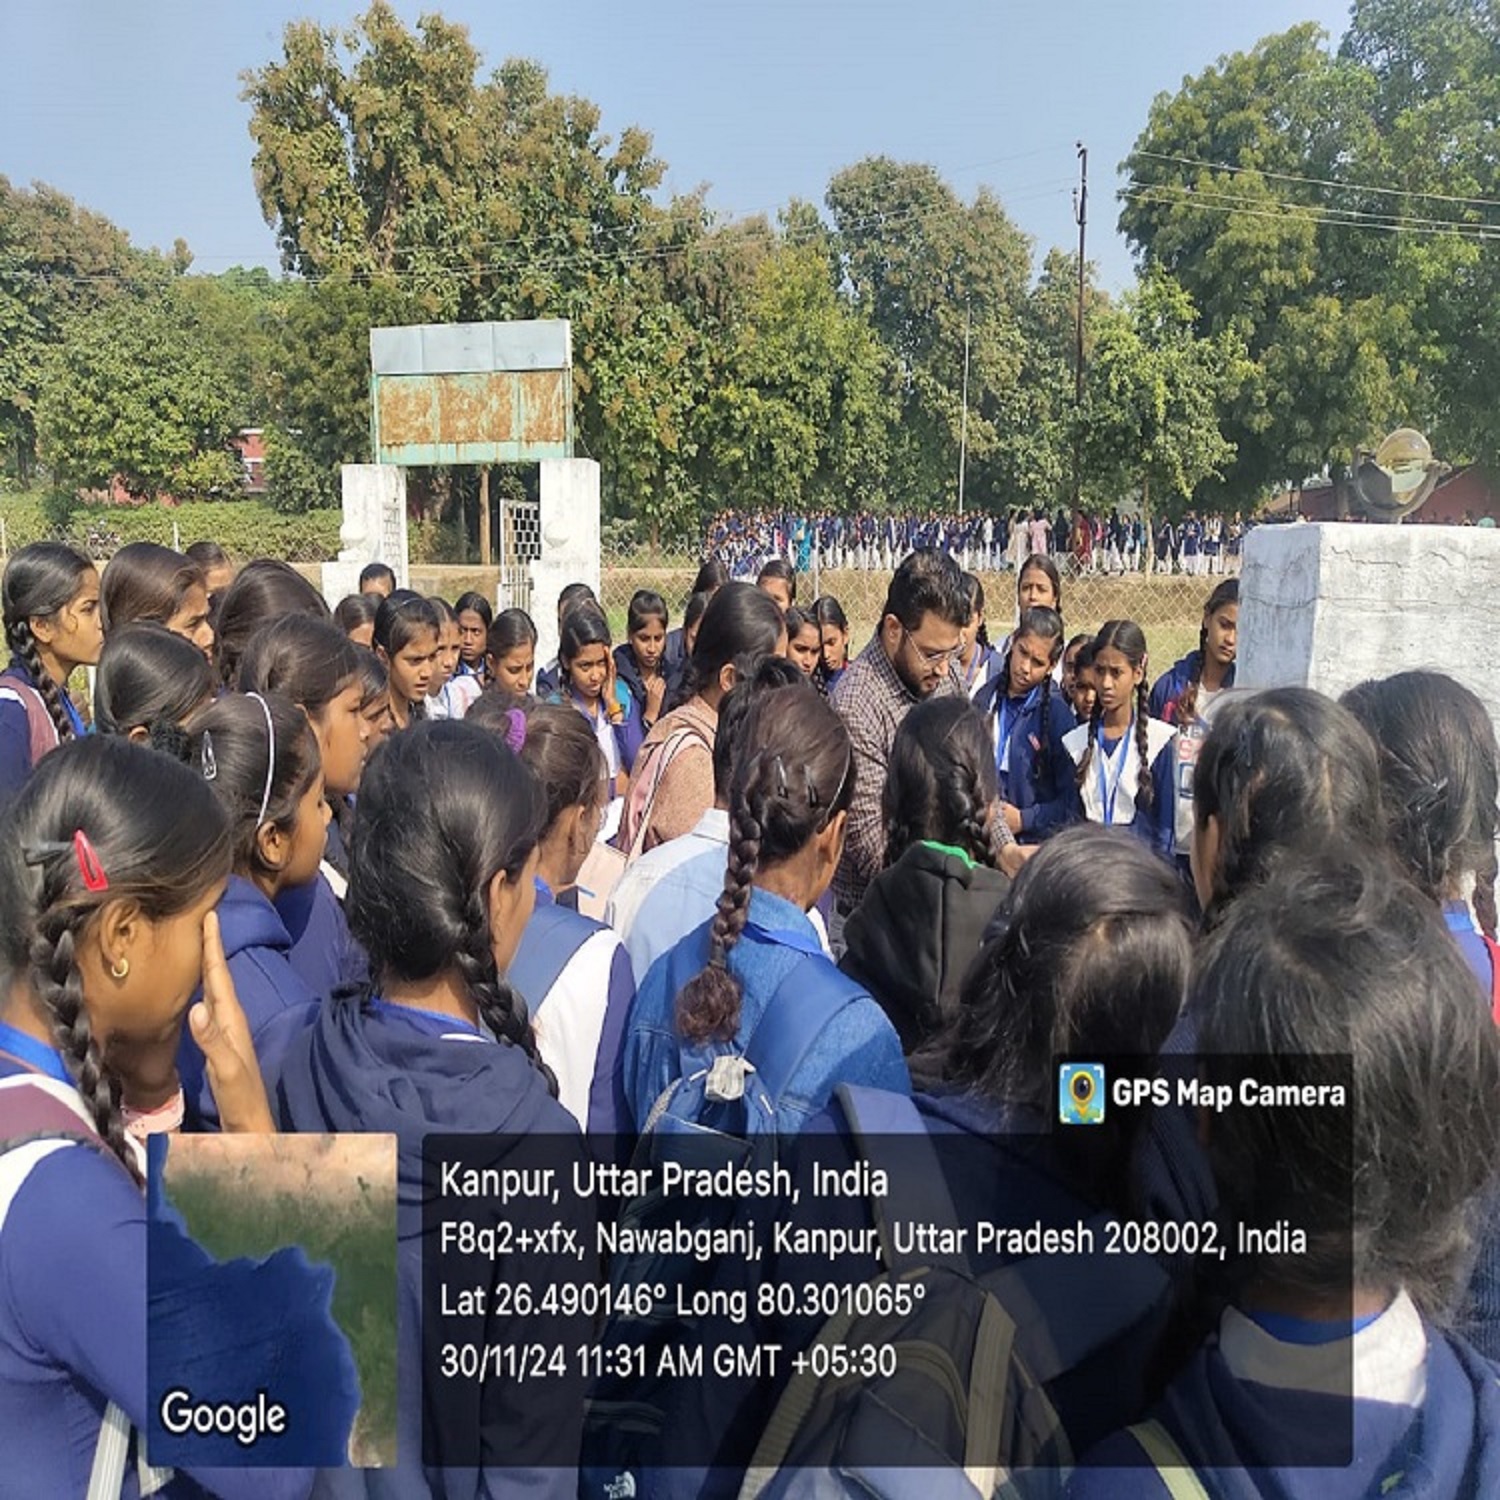 GPS Map Camera
Kanpur, Uttar Pradesh, India
F8q2+xfx, Nawabganj, Kanpur, Uttar Pradesh 208002, India
Lat 26.490146° Long 80.301065°
30/11/24 11:31 AM GMT +05:30
Google